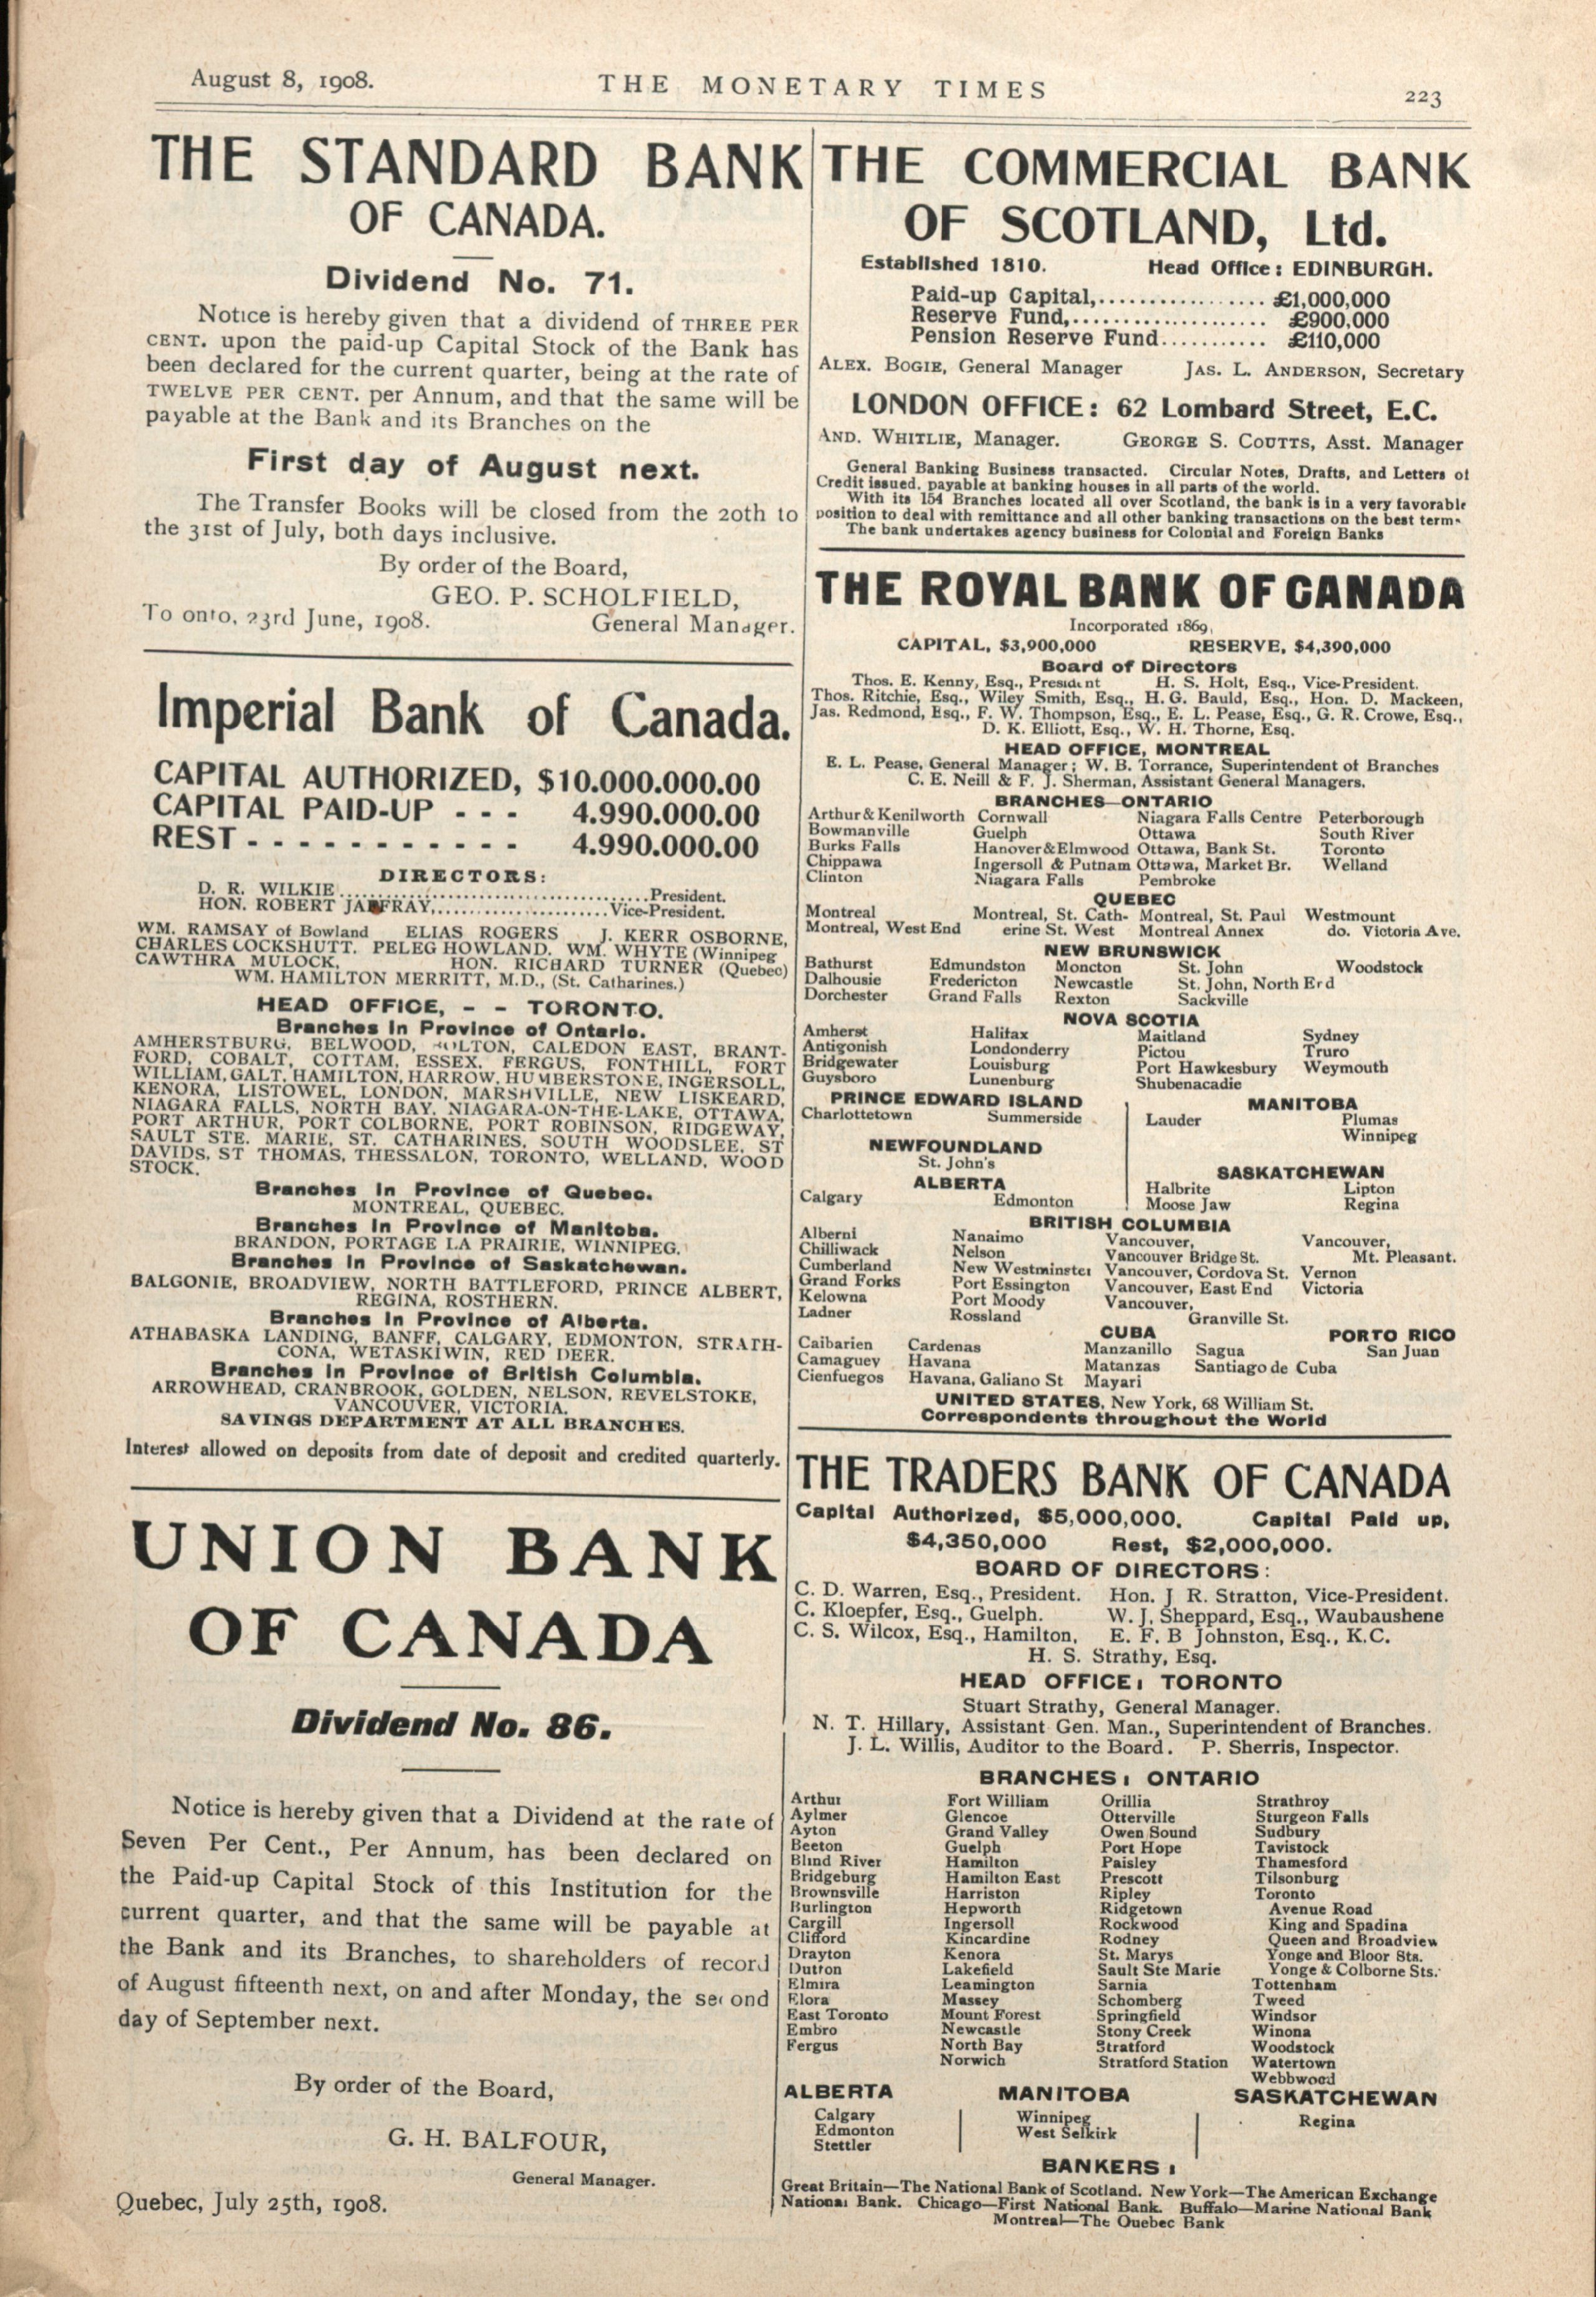 August 8, 1908.
THE MONETARY TIMES
223
THE STANDARD BANK
OF CANADA.
Dividend No. 71.
Notice is hereby given that a dividend of THREE PER
CENT. upon the paid-up Capital Stock of the Bank has
been declared for the current quarter, being at the rate of
TWELVE PER CENT. per Annum, and that the same will be
payable at the Bank and its Branches on the
First day of August next.
The Transfer Books will be closed from the 20th to
the 31st of July, both days inclusive.
By order of the Board,
GEO. P. SCHOLFIELD,
To onto, 23rd June, 1908. General Manager.
Imperial Bank of Canada.
CAPITAL AUTHORIZED, $10.000.000.00
CAPITAL PAID-UP - - - 4.990.000.00
REST - - - - - - - - - - - 4.990.000.00
DIRECTORS:
D. R. WILKIE ........ President.
HON. ROBERT JAFFRAY, ........ Vice-President.
WM. RAMSAY of Bowland ELIAS ROGERS J. KERR OSBORNE,
CHARLES COCKSHUTT. PELEG HOWLAND, WM. WHYTE (Winnipeg
CAWTHRA MULOCK, HON. RICHARD TURNER (Quebec)
WM. HAMILTON MERRITT, M.D., (St. Catharines.)
HEAD OFFICE, - - TORONTO.
Branches in Province of Ontario.
AMHERSTBURG, BELWOOD, OLTON, CALEDON EAST, BRANT-
FORD, COBALT, COTTAM, ESSEX, FERGUS, FONTHILL, FORT
WILLIAM, GALT, HAMILTON, HARROW, HUMBERSTONE, INGERSOLL,
KENORA, LISTOWEL, LONDON, MARSHVILLE, NEW LISKEARD,
NIAGARA FALLS, NORTH BAY, NIAGARA-ON-THE-LAKE, OTTAWA,
PORT ARTHUR, PORT COLBORNE, PORT ROBINSON, RIDGEWAY,
SAULT STE. MARIE, ST. CATHARINES, SOUTH WOODSLEE, ST
DAVIDS, ST THOMAS, THESSALON, TORONTO, WELLAND, WOOD
STOCK.
Branches in Province of Quebec.
MONTREAL, QUEBEC.
Branches in Province of Manitoba.
BRANDON, PORTAGE LA PRAIRIE, WINNIPEG.
Branches in Province of Saskatchewan.
BALGONIE, BROADVIEW, NORTH BATTLEFORD, PRINCE ALBERT,
REGINA, ROSTHERN.
Branches in Province of Alberta.
ATHABASKA LANDING, BANFF, CALGARY, EDMONTON, STRATH-
CONA, WETASKIWIN, RED DEER.
Branches in Province of British Columbia.
ARROWHEAD, CRANBROOK, GOLDEN, NELSON, REVELSTOKE,
VANCOUVER, VICTORIA.
SAVINGS DEPARTMENT AT ALL BRANCHES.
Interest allowed on deposits from date of deposit and credited quarterly.
UNION BANK
OF CANADA
Dividend No. 86.
Notice is hereby given that a Dividend at the rate of
Seven Per Cent., Per Annum, has been declared on
the Paid-up Capital Stock of this Institution for the
current quarter, and that the same will be payable at
the Bank and its Branches, to shareholders of record
of August fifteenth next, on and after Monday, the second
day of September next.
By order of the Board,
G. H. BALFOUR,
General Manager.
Quebec, July 25th, 1908.
THE COMMERCIAL BANK
OF SCOTLAND, Ltd.
Established 1810. Head Office: EDINBURGH.
Paid-up Capital,................. £1,000,000
Reserve Fund,.................... £900,000
Pension Reserve Fund........... £110,000
ALEX. BOGIE, General Manager JAS. L. ANDERSON, Secretary
LONDON OFFICE: 62 Lombard Street, E.C.
AND. WHITLIE, Manager. GEORGE S. COUTTS, Asst. Manager
General Banking Business transacted. Circular Notes, Drafts, and Letters of
Credit issued, payable at banking houses in all parts of the world.
With its 154 Branches located all over Scotland, the bank is in a very favorable
position to deal with remittance and all other banking transactions on the best term
The bank undertakes agency business for Colonial and Foreign Banks
THE ROYAL BANK OF CANADA
Incorporated 1869,
CAPITAL, $3,900,000 RESERVE, $4,390,000
Board of Directors
Thos. E. Kenny, Esq., President H. S. Holt, Esq., Vice-President.
Thos. Ritchie, Esq., Wiley Smith, Esq., H. G. Bauld, Esq., Hon. D. Mackeen,
Jas. Redmond, Esq., F. W. Thompson, Esq., E. L. Pease, Esq., G. R. Crowe, Esq.,
D. K. Elliott, Esq., W. H. Thorne, Esq.
HEAD OFFICE, MONTREAL
E. L. Pease, General Manager; W. B. Torrance, Superintendent of Branches
C. E. Neill & F. J. Sherman, Assistant General Managers.
BRANCHES—ONTARIO
Arthur & Kenilworth Cornwall Niagara Falls Centre Peterborough
Bowmanville Guelph Ottawa South River
Burks Falls Hanover & Elmwood Ottawa, Bank St. Toronto
Chippawa Ingersoll & Putnam Ottawa, Market Br. Welland
Clinton Niagara Falls Pembroke
QUEBEC
Montreal Montreal, St. Cath- Montreal, St. Paul Westmount
Montreal, West End erine St. West Montreal Annex do. Victoria Ave.
NEW BRUNSWICK
Bathurst Edmundston Moncton St. John Woodstock
Dalhousie Fredericton Newcastle St. John, North End
Dorchester Grand Falls Rexton Sackville
NOVA SCOTIA
Amherst Halifax Maitland Sydney
Antigonish Londonderry Pictou Truro
Bridgewater Louisburg Port Hawkesbury Weymouth
Guysboro Lunenburg Shubenacadie
PRINCE EDWARD ISLAND MANITOBA
Charlottetown Summerside Lauder Plumas
Winnipeg
NEWFOUNDLAND
St. John's SASKATCHEWAN
ALBERTA Halbrite Lipton
Calgary Edmonton Moose Jaw Regina
BRITISH COLUMBIA
Alberni Nanaimo Vancouver, Vancouver,
Chilliwack Nelson Vancouver Bridge St. Mt. Pleasant.
Cumberland New Westminster Vancouver, Cordova St. Vernon
Grand Forks Port Essington Vancouver, East End Victoria
Kelowna Port Moody Vancouver,
Ladner Rossland Granville St.
CUBA PORTO RICO
Caibarien Cardenas Manzanillo Sagua San Juan
Camaguey Havana Matanzas Santiago de Cuba
Cienfuegos Havana, Galiano St Mayari
UNITED STATES, New York, 68 William St.
Correspondents throughout the World
THE TRADERS BANK OF CANADA
Capital Authorized, $5,000,000. Capital Paid up,
$4,350,000 Rest, $2,000,000.
BOARD OF DIRECTORS:
C. D. Warren, Esq., President. Hon. J R. Stratton, Vice-President.
C. Kloepfer, Esq., Guelph. W. J. Sheppard, Esq., Waubaushene
C. S. Wilcox, Esq., Hamilton, E. F. B Johnston, Esq., K.C.
H. S. Strathy, Esq.
HEAD OFFICE: TORONTO
Stuart Strathy, General Manager.
N. T. Hillary, Assistant Gen. Man., Superintendent of Branches.
J. L. Willis, Auditor to the Board. P. Sherris, Inspector.
BRANCHES: ONTARIO
Arthur Fort William Orillia Strathroy
Aylmer Glencoe Otterville Sturgeon Falls
Ayton Grand Valley Owen Sound Sudbury
Beeton Guelph Port Hope Tavistock
Blind River Hamilton Paisley Thamesford
Bridgeburg Hamilton East Prescott Tilsonburg
Brownsville Harriston Ripley Toronto
Burlington Hepworth Ridgetown Avenue Road
Cargill Ingersoll Rockwood King and Spadina
Clifford Kincardine Rodney Queen and Broadview
Drayton Kenora St. Marys Yonge and Bloor Sts.
Dutton Lakefield Sault Ste Marie Yonge & Colborne Sts.
Elmira Leamington Sarnia Tottenham
Elora Massey Schomberg Tweed
East Toronto Mount Forest Springfield Windsor
Embro Newcastle Stony Creek Winona
Fergus North Bay Stratford Woodstock
Norwich Stratford Station Watertown
Webbwood
ALBERTA MANITOBA SASKATCHEWAN
Calgary Winnipeg Regina
Edmonton West Selkirk
Stettler
BANKERS:
Great Britain—The National Bank of Scotland. New York—The American Exchange
National Bank. Chicago—First National Bank. Buffalo—Marine National Bank
Montreal—The Quebec Bank